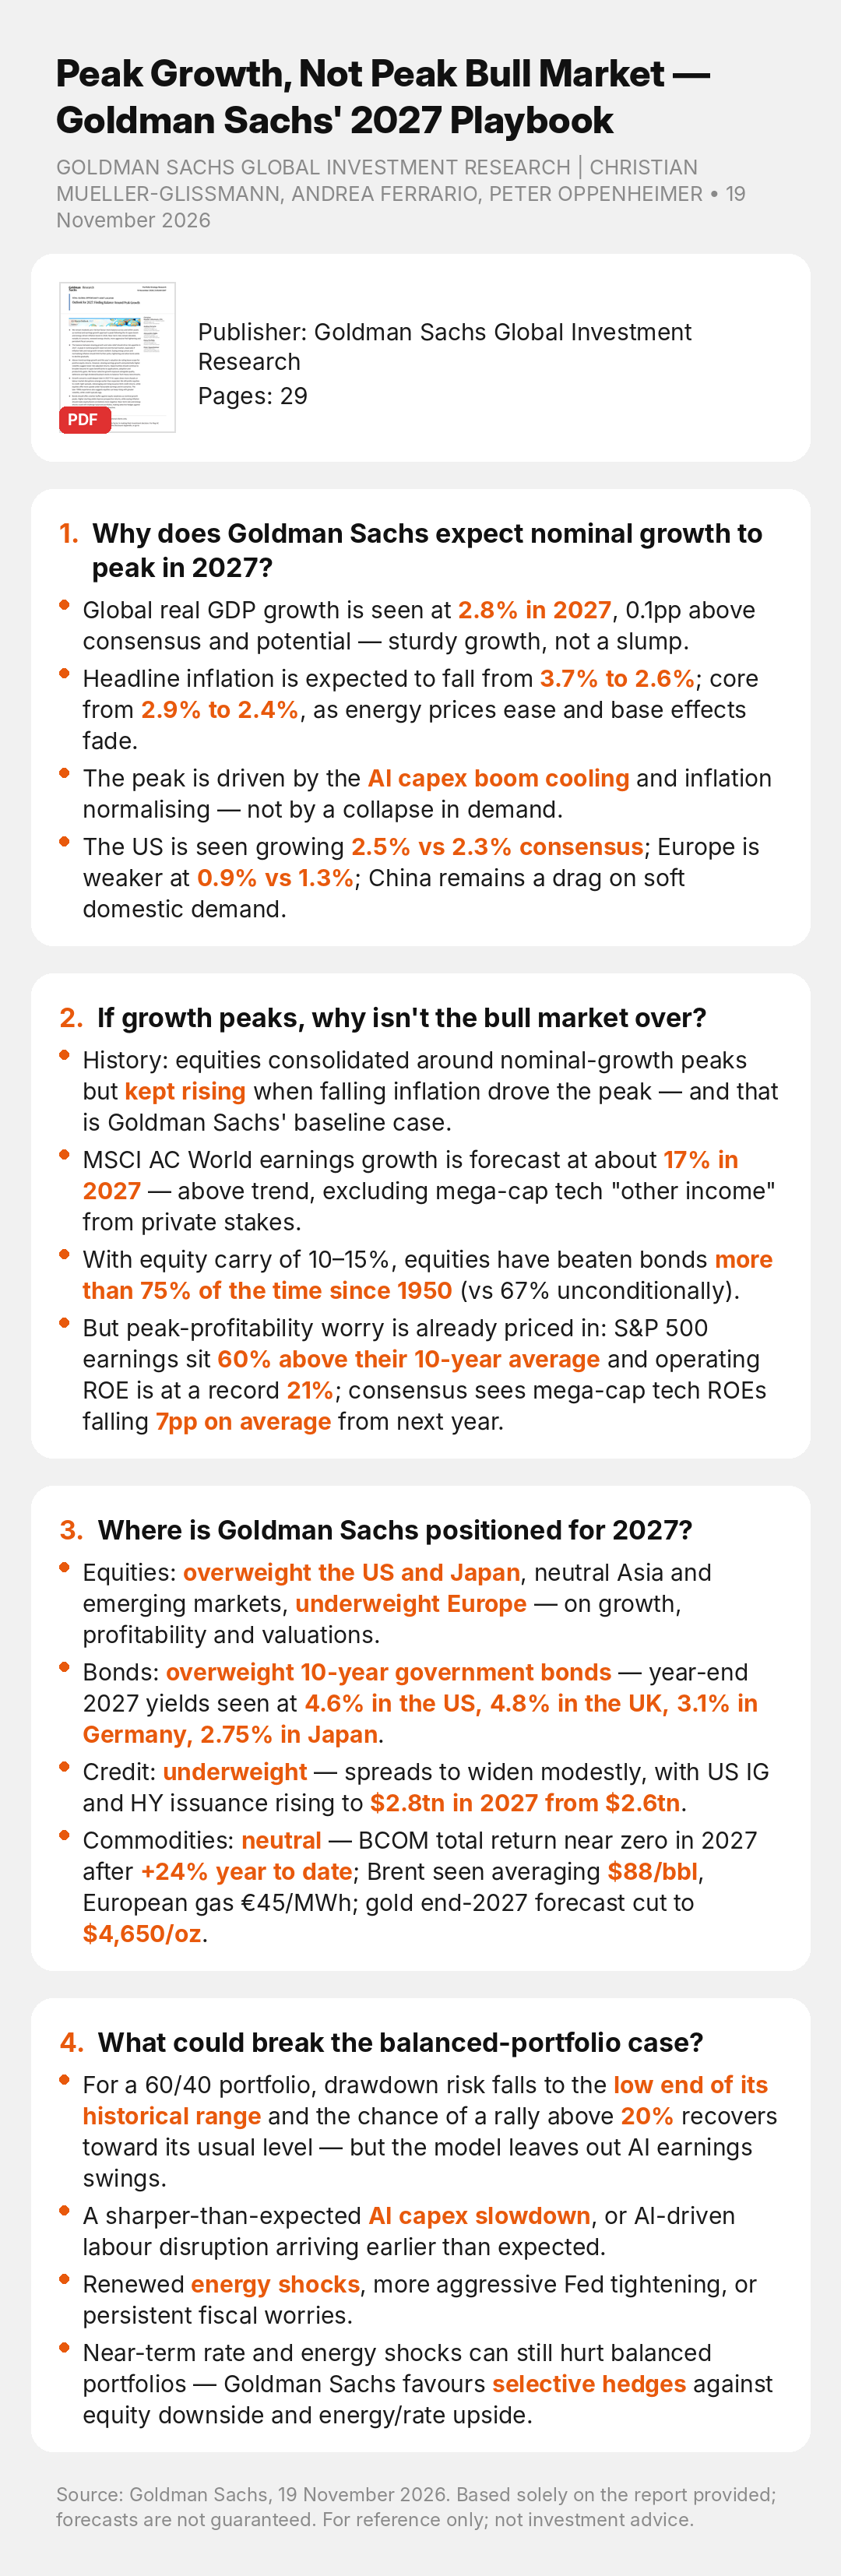 Peak Growth, Not Peak Bull Market —
Goldman Sachs' 2027 Playbook
GOLDMAN SACHS GLOBAL INVESTMENT RESEARCH | CHRISTIAN
MUELLER-GLISSMANN, ANDREA FERRARIO, PETER OPPENHEIMER • 19
November 2026
PDF
Publisher: Goldman Sachs Global Investment
Research
Pages: 29
1. Why does Goldman Sachs expect nominal growth to
peak in 2027?
• Global real GDP growth is seen at 2.8% in 2027, 0.1pp above
consensus and potential — sturdy growth, not a slump.
• Headline inflation is expected to fall from 3.7% to 2.6%; core
from 2.9% to 2.4%, as energy prices ease and base effects
fade.
• The peak is driven by the AI capex boom cooling and inflation
normalising — not by a collapse in demand.
• The US is seen growing 2.5% vs 2.3% consensus; Europe is
weaker at 0.9% vs 1.3%; China remains a drag on soft
domestic demand.
2. If growth peaks, why isn't the bull market over?
• History: equities consolidated around nominal-growth peaks
but kept rising when falling inflation drove the peak — and that
is Goldman Sachs' baseline case.
• MSCI AC World earnings growth is forecast at about 17% in
2027 — above trend, excluding mega-cap tech "other income"
from private stakes.
• With equity carry of 10–15%, equities have beaten bonds more
than 75% of the time since 1950 (vs 67% unconditionally).
• But peak-profitability worry is already priced in: S&P 500
earnings sit 60% above their 10-year average and operating
ROE is at a record 21%; consensus sees mega-cap tech ROEs
falling 7pp on average from next year.
3. Where is Goldman Sachs positioned for 2027?
• Equities: overweight the US and Japan, neutral Asia and
emerging markets, underweight Europe — on growth,
profitability and valuations.
• Bonds: overweight 10-year government bonds — year-end
2027 yields seen at 4.6% in the US, 4.8% in the UK, 3.1% in
Germany, 2.75% in Japan.
• Credit: underweight — spreads to widen modestly, with US IG
and HY issuance rising to $2.8tn in 2027 from $2.6tn.
• Commodities: neutral — BCOM total return near zero in 2027
after +24% year to date; Brent seen averaging $88/bbl,
European gas €45/MWh; gold end-2027 forecast cut to
$4,650/oz.
4. What could break the balanced-portfolio case?
• For a 60/40 portfolio, drawdown risk falls to the low end of its
historical range and the chance of a rally above 20% recovers
toward its usual level — but the model leaves out AI earnings
swings.
• A sharper-than-expected AI capex slowdown, or AI-driven
labour disruption arriving earlier than expected.
• Renewed energy shocks, more aggressive Fed tightening, or
persistent fiscal worries.
• Near-term rate and energy shocks can still hurt balanced
portfolios — Goldman Sachs favours selective hedges against
equity downside and energy/rate upside.
Source: Goldman Sachs, 19 November 2026. Based solely on the report provided;
forecasts are not guaranteed. For reference only; not investment advice.